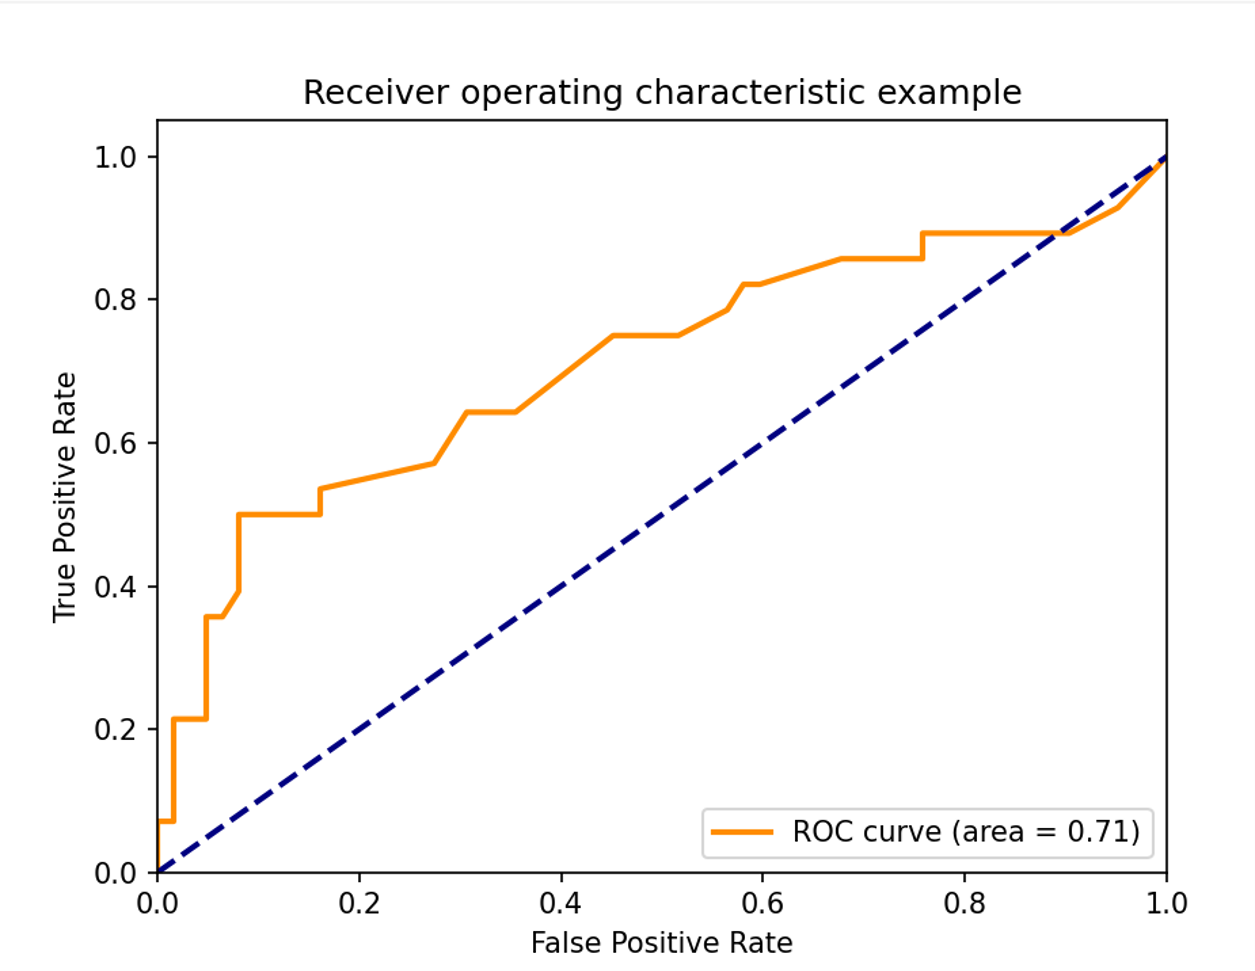 Receiver operating characteristic example
1.0
0.8
0.6
0.4
0.2
0.0
True Positive Rate
ROC curve (area = 0.71)
0.0 0.2 0.4 0.6 0.8 1.0
False Positive Rate